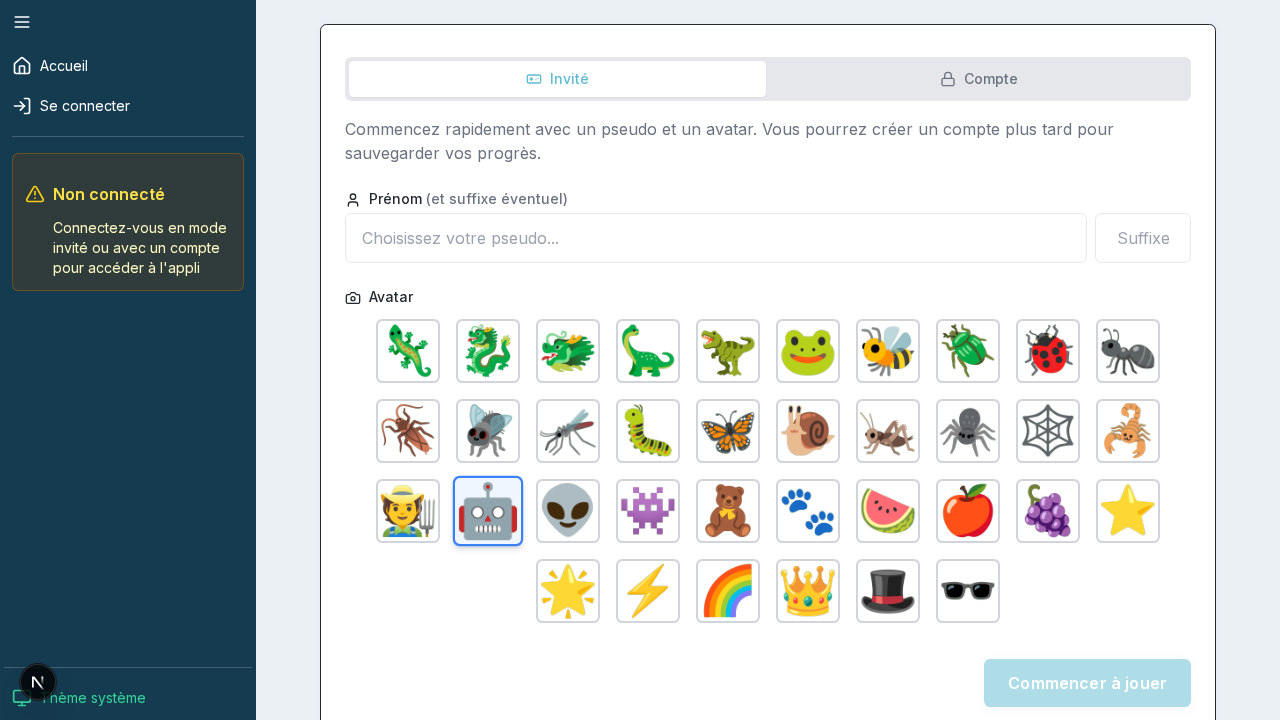 Accueil
Se connecter
Non connecté
Connectez-vous en mode
invité ou avec un compte
pour accéder à l'appli
N
Thème système
Invité
Compte
Commencez rapidement avec un pseudo et un avatar. Vous pourrez créer un compte plus tard pour
sauvegarder vos progrès.
Prénom (et suffixe éventuel)
Choisissez votre pseudo...
Suffixe
Avatar
Commencer à jouer